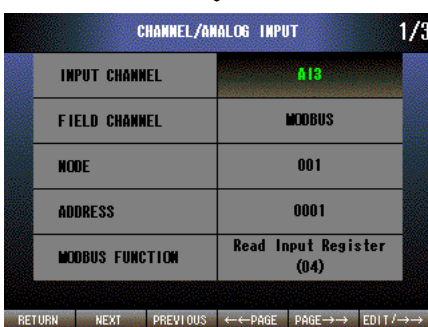 CHANNEL/ANALOG INPUT 1/3
INPUT CHANNEL AI3
FIELD CHANNEL MODBUS
NODE 001
ADDRESS 0001
MODBUS FUNCTION Read Input Register
(04)
RETURN NEXT PREVIOUS ←←PAGE PAGE→→ EDIT/→→